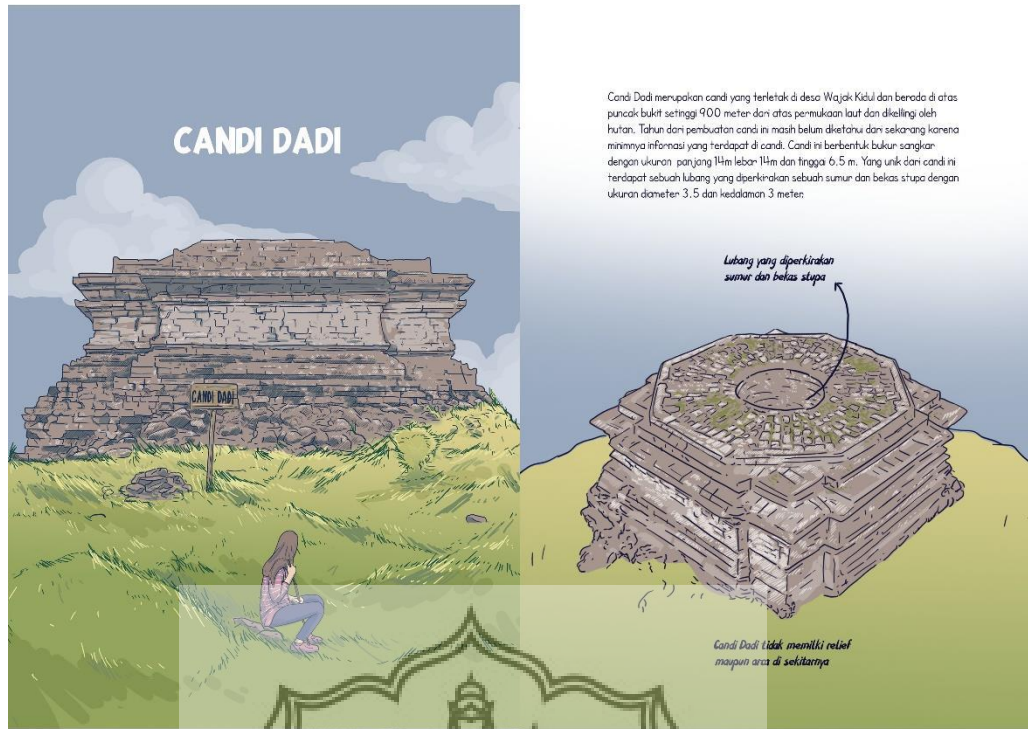 CANDI DADI
CANDI DADI
Candi Dadi merupakan candi yang terletak di desa Wajak Kidul dan berada di atas
puncak bukit setinggi 900 meter dari atas permukaan laut dan dikelilingi oleh
hutan. Tahun dari pembuatan candi ini masih belum diketahui dari sekarang karena
minimnya infornasi yang terdapat di candi. Candi ini berbentuk bukur sangkar
dengan ukuran panjang 14m lebar 14m dan tinggai 6.5 m. Yang unik dari candi ini
terdapat sebuah lubang yang diperkirakan sebuah sumur dan bekas stupa dengan
ukuran diameter 3.5 dan kedalaman 3 meter.
Lubang yang diperkirakan
sumur dan bekas stupa
Candi Dadi tidak memilki relief
maupun arca di sekitarnya